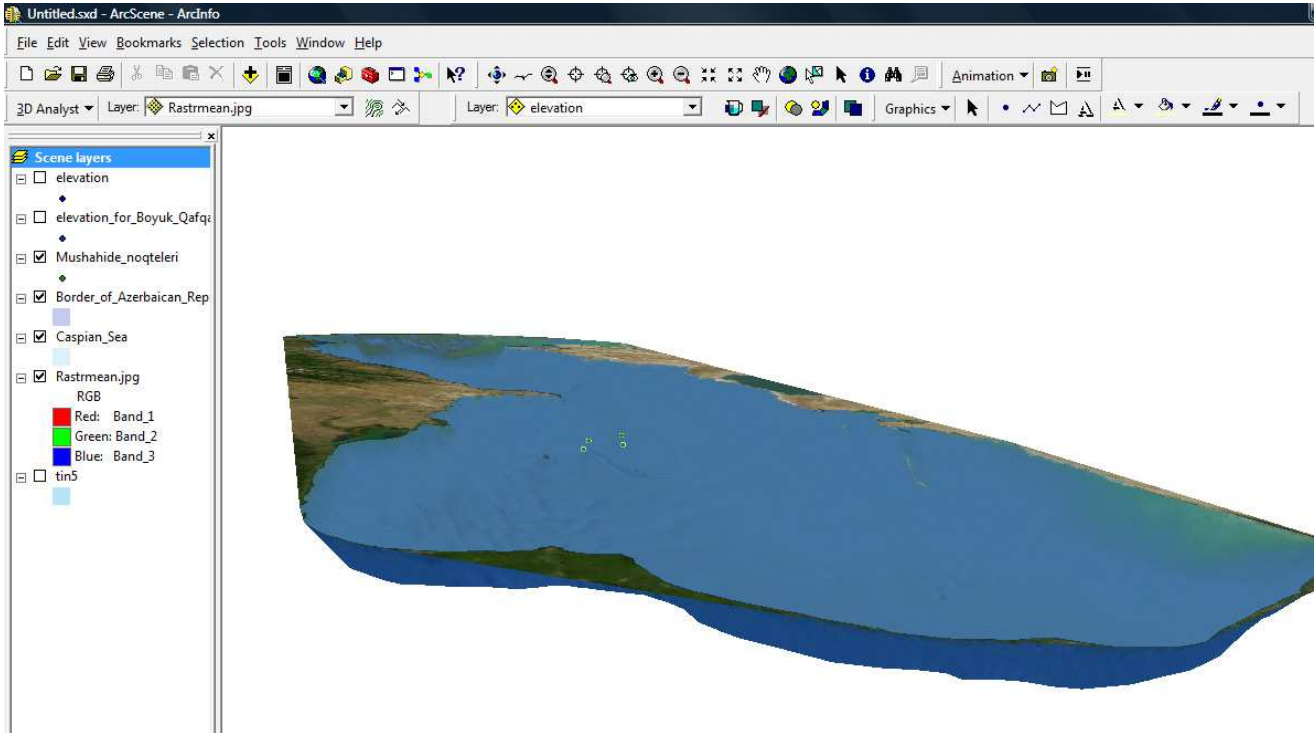 Untitled.sxd - ArcScene - ArcInfo
File Edit View Bookmarks Selection Tools Window Help
Animation
3D Analyst Layer: Rastrmean.jpg Layer: elevation Graphics
Scene layers
elevation
elevation_for_Boyuk_Qafqa
Mushahide_noqteleri
Border_of_Azerbaican_Rep
Caspian_Sea
Rastrmean.jpg
RGB
Red: Band_1
Green: Band_2
Blue: Band_3
tin5